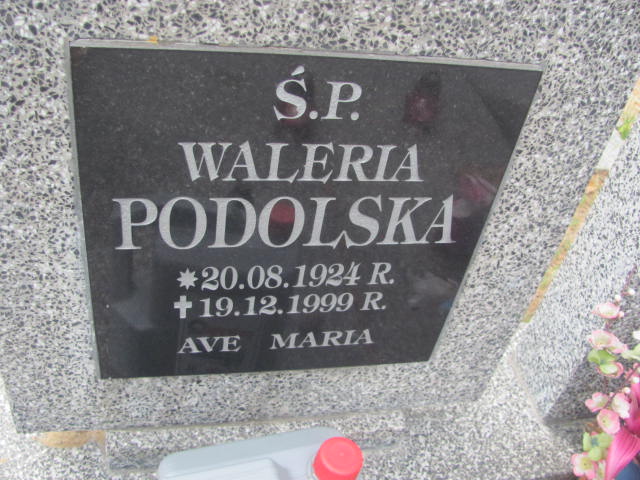 Ś.P.
WALERIA
PODOLSKA
✷20.08.1924 R.
✝19.12.1999 R.
AVE MARIA